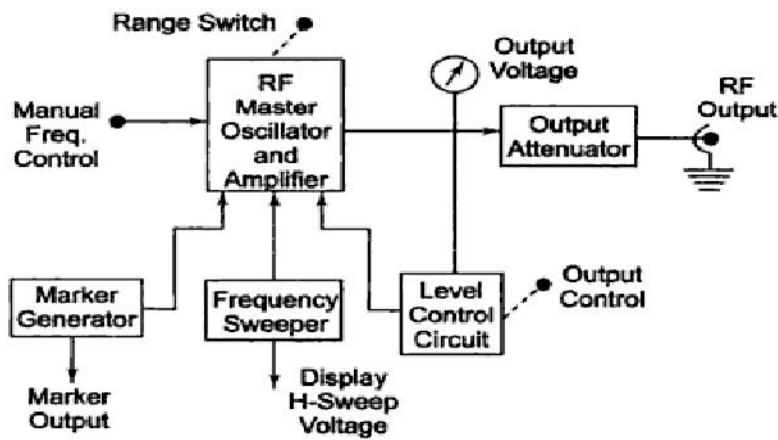 Range Switch
Output
Voltage
RF
Master
Oscillator
and
Amplifier
Manual
Freq.
Control
Output
Attenuator
RF
Output
Marker
Generator
Frequency
Sweeper
Level
Control
Circuit
Output
Control
Marker
Output
Display
H-Sweep
Voltage